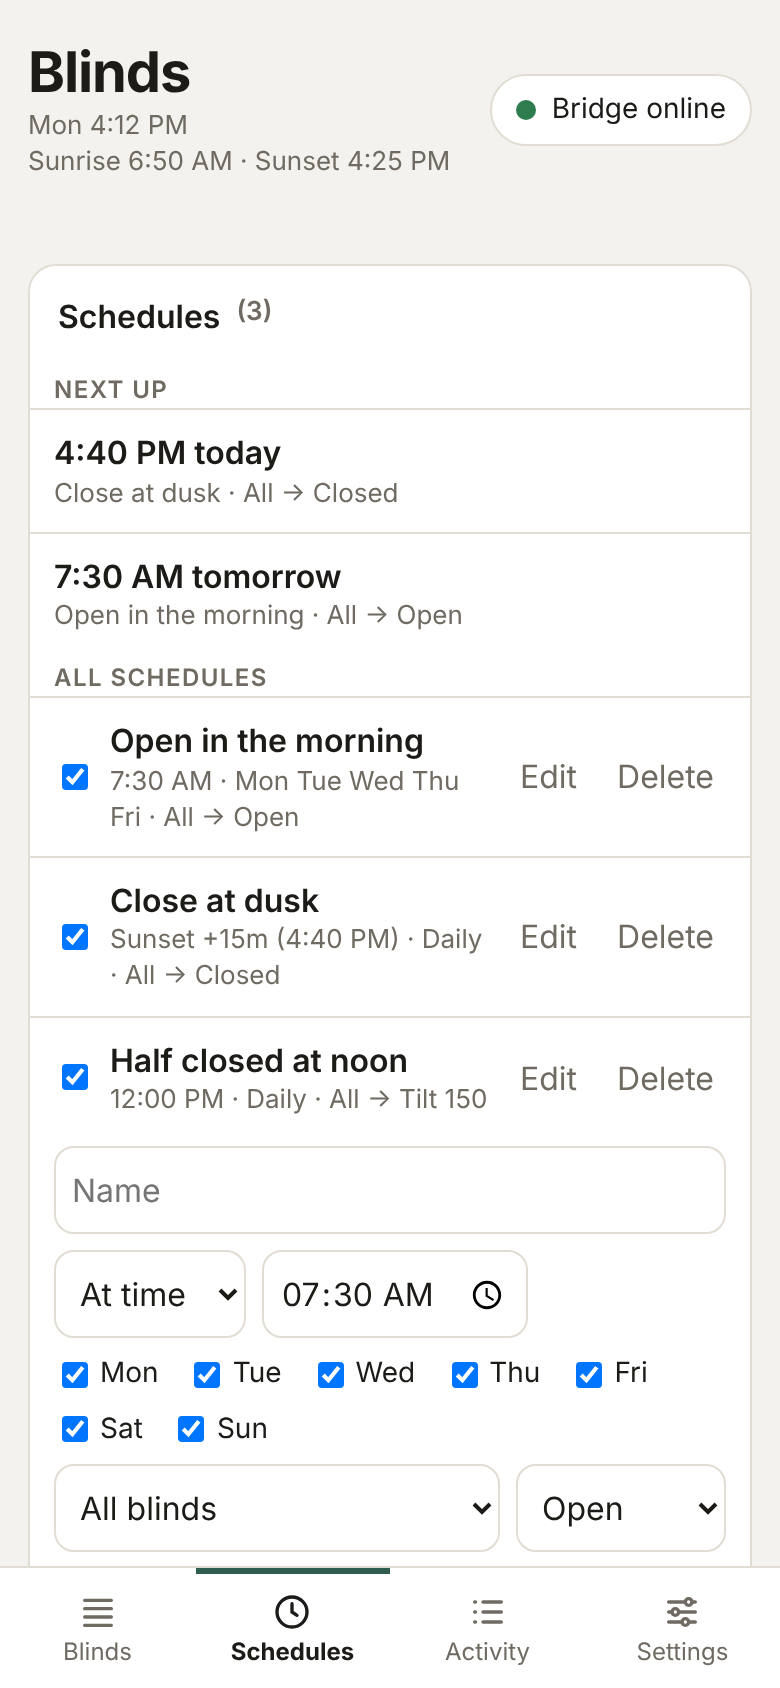 Blinds
Mon 4:12 PM
Sunrise 6:50 AM · Sunset 4:25 PM
Bridge online
Schedules (3)
NEXT UP
4:40 PM today
Close at dusk · All → Closed
7:30 AM tomorrow
Open in the morning · All → Open
ALL SCHEDULES
Open in the morning
7:30 AM · Mon Tue Wed Thu
Fri · All → Open
Edit Delete
Close at dusk
Sunset +15m (4:40 PM) · Daily
· All → Closed
Edit Delete
Half closed at noon
12:00 PM · Daily · All → Tilt 150
Edit Delete
Name
At time 07:30 AM
Mon Tue Wed Thu Fri
Sat Sun
All blinds Open
Blinds Schedules Activity Settings